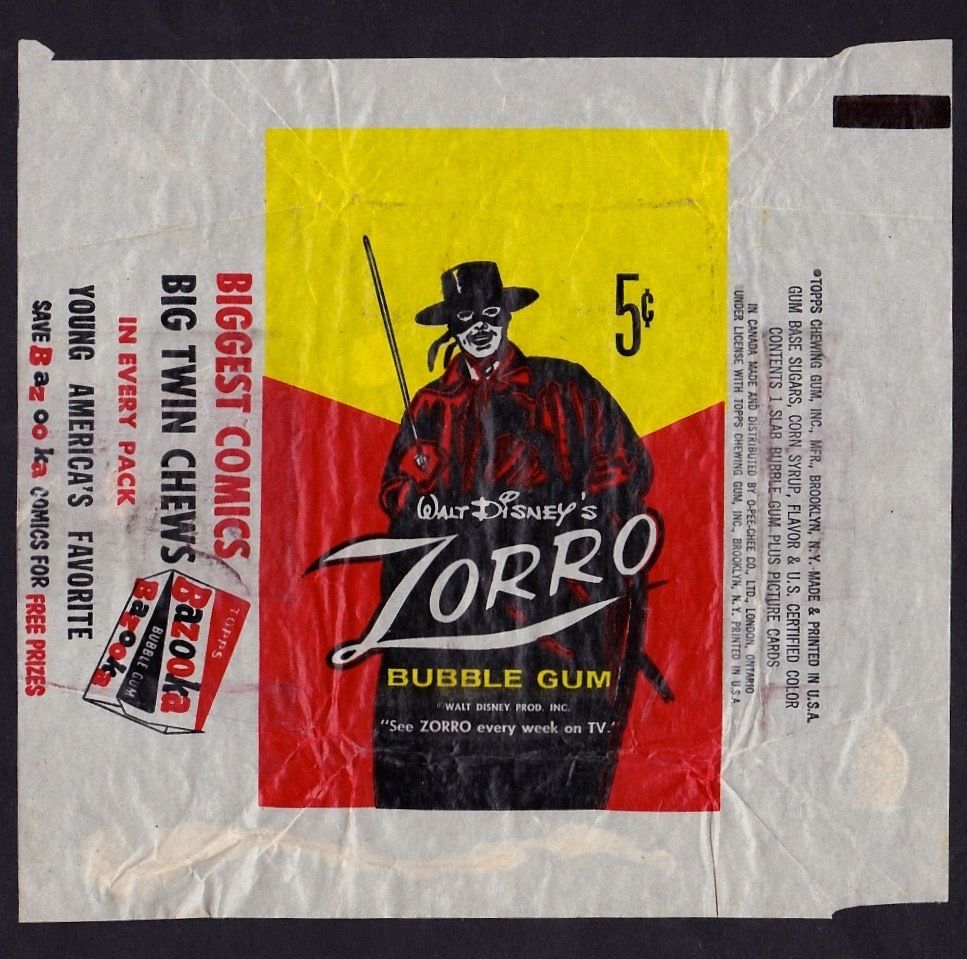 5¢
WALT DISNEY'S
ZORRO
BUBBLE GUM
©WALT DISNEY PROD. INC.
"See ZORRO every week on TV."
BIGGEST COMICS
BIG TWIN CHEWS
IN EVERY PACK
YOUNG AMERICA'S FAVORITE
SAVE Bazooka COMICS FOR FREE PRIZES
TOPPS
Bazooka
BUBBLE GUM
Bazooka
©TOPPS CHEWING GUM, INC., MFR., BROOKLYN, N.Y. MADE & PRINTED IN U.S.A.
GUM BASE SUGARS, CORN SYRUP, FLAVOR & U.S. CERTIFIED COLOR
CONTENTS 1 SLAB BUBBLE GUM PLUS PICTURE CARDS
IN CANADA MADE AND DISTRIBUTED BY O-PEE-CHEE CO., LTD., LONDON, ONTARIO
UNDER LICENSE WITH TOPPS CHEWING GUM, INC., BROOKLYN, N.Y. PRINTED IN U.S.A.